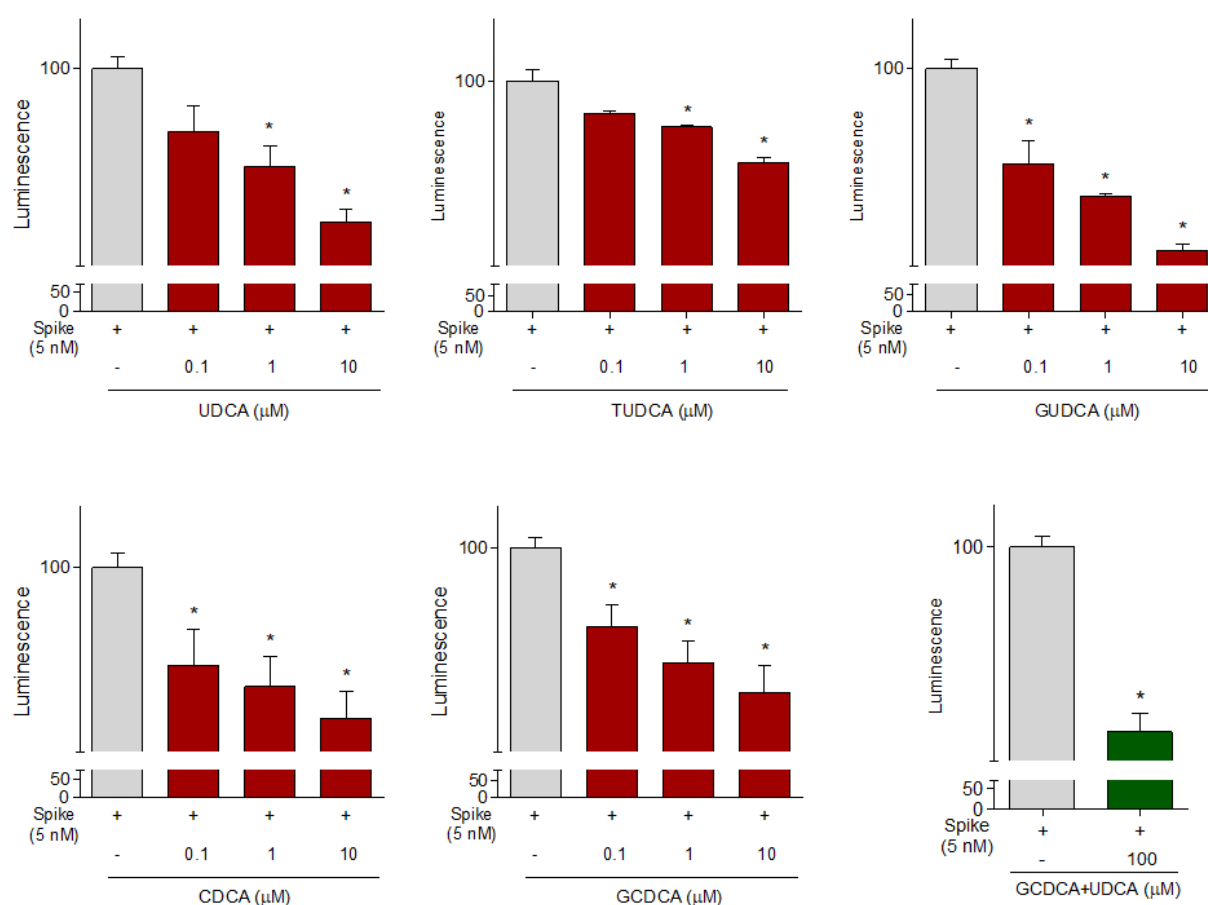 Luminescence
100
50
0
*
*
Spike + + + +
(5 nM)
- 0.1 1 10
UDCA (μM)
Luminescence
100
50
0
*
*
Spike + + + +
(5 nM)
- 0.1 1 10
TUDCA (μM)
Luminescence
100
50
0
*
*
*
Spike + + + +
(5 nM)
- 0.1 1 10
GUDCA (μM)
Luminescence
100
50
0
*
*
*
Spike + + + +
(5 nM)
- 0.1 1 10
CDCA (μM)
Luminescence
100
50
0
*
*
*
Spike + + + +
(5 nM)
- 0.1 1 10
GCDCA (μM)
Luminescence
100
50
0
*
Spike + +
(5 nM)
- 100
GCDCA+UDCA (μM)